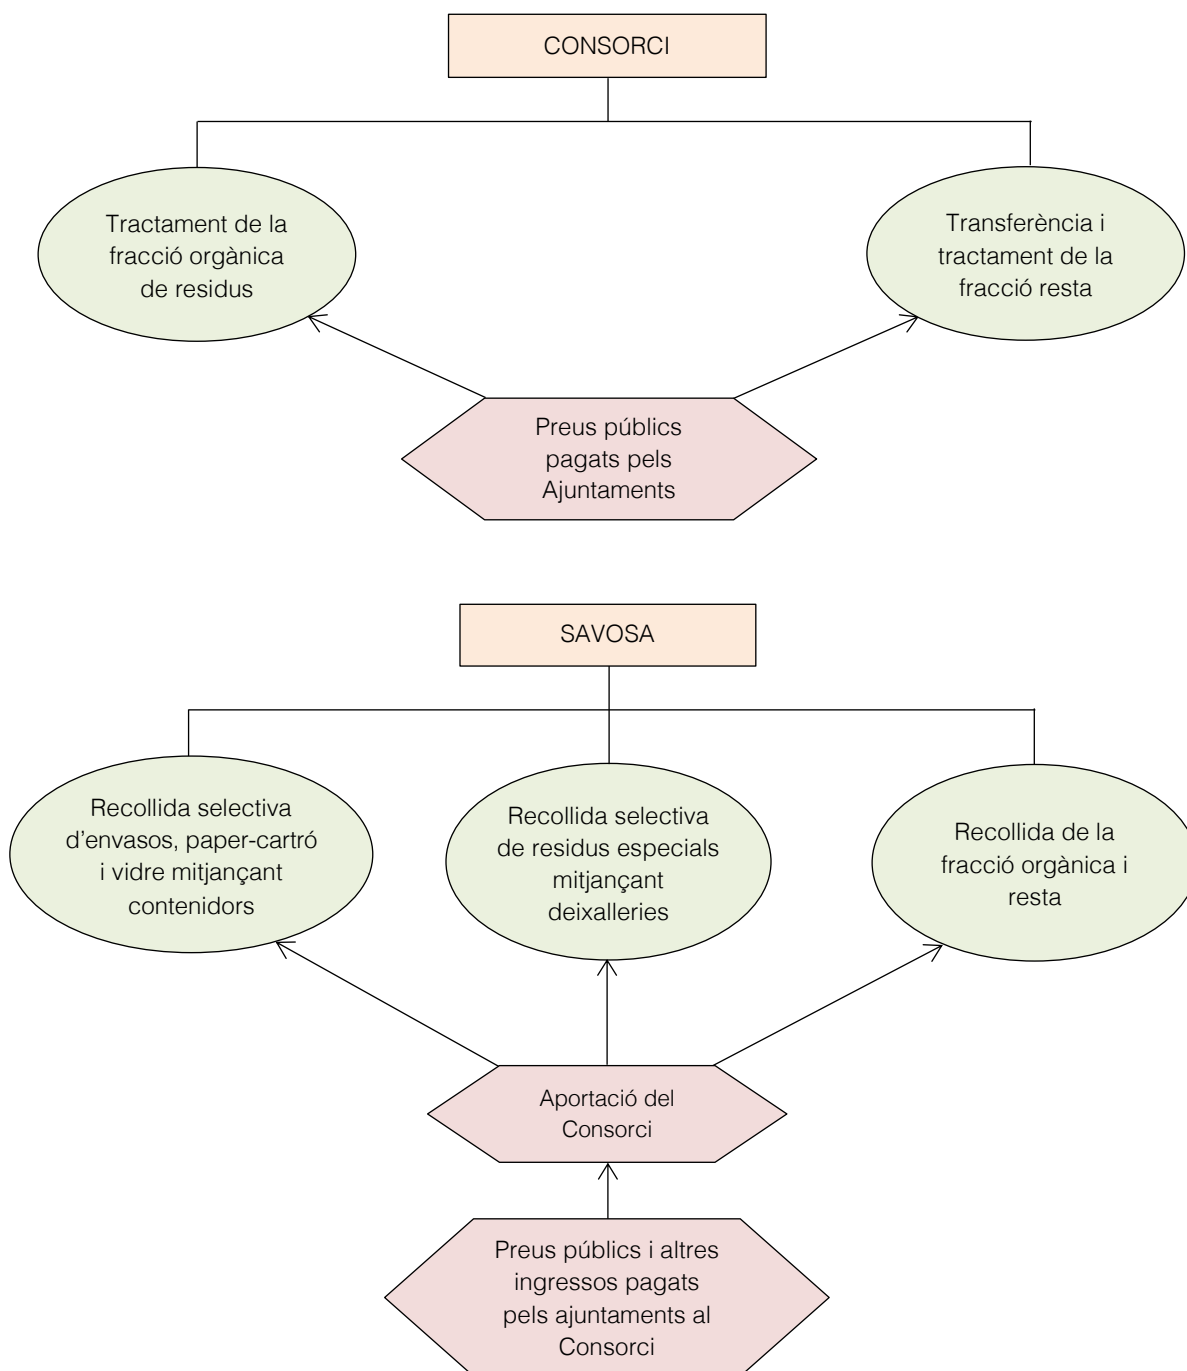 CONSORCI
Tractament de la
fracció orgànica
de residus
Transferència i
tractament de la
fracció resta
Preus públics
pagats pels
Ajuntaments
SAVOSA
Recollida selectiva
d'envasos, paper-cartró
i vidre mitjançant
contenidors
Recollida selectiva
de residus especials
mitjançant
deixalleries
Recollida de la
fracció orgànica i
resta
Aportació del
Consorci
Preus públics i altres
ingressos pagats
pels ajuntaments al
Consorci